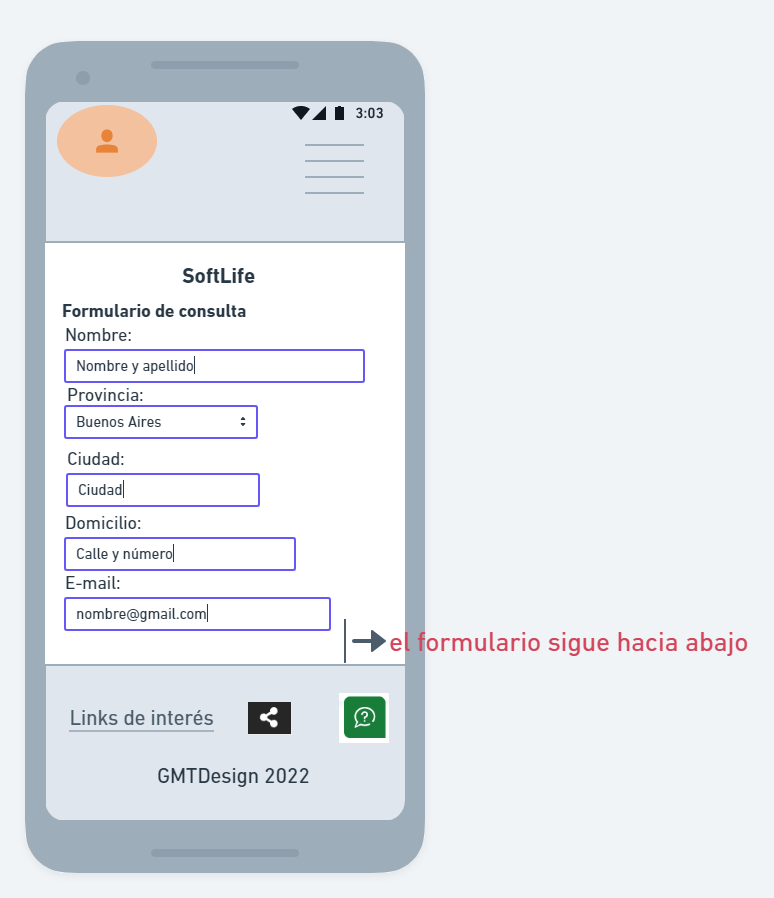 3:03
SoftLife
Formulario de consulta
Nombre:
Nombre y apellido
Provincia:
Buenos Aires
Ciudad:
Ciudad
Domicilio:
Calle y número
E-mail:
nombre@gmail.com
el formulario sigue hacia abajo
Links de interés
?
GMTDesign 2022